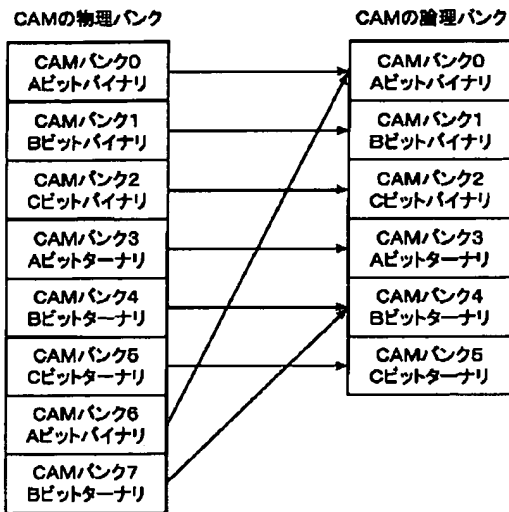 CAMの物理バンク
CAMバンク0
Aビットバイナリ
CAMバンク1
Bビットバイナリ
CAMバンク2
Cビットバイナリ
CAMバンク3
Aビットターナリ
CAMバンク4
Bビットターナリ
CAMバンク5
Cビットターナリ
CAMバンク6
Aビットバイナリ
CAMバンク7
Bビットターナリ
CAMの論理バンク
CAMバンク0
Aビットバイナリ
CAMバンク1
Bビットバイナリ
CAMバンク2
Cビットバイナリ
CAMバンク3
Aビットターナリ
CAMバンク4
Bビットターナリ
CAMバンク5
Cビットターナリ